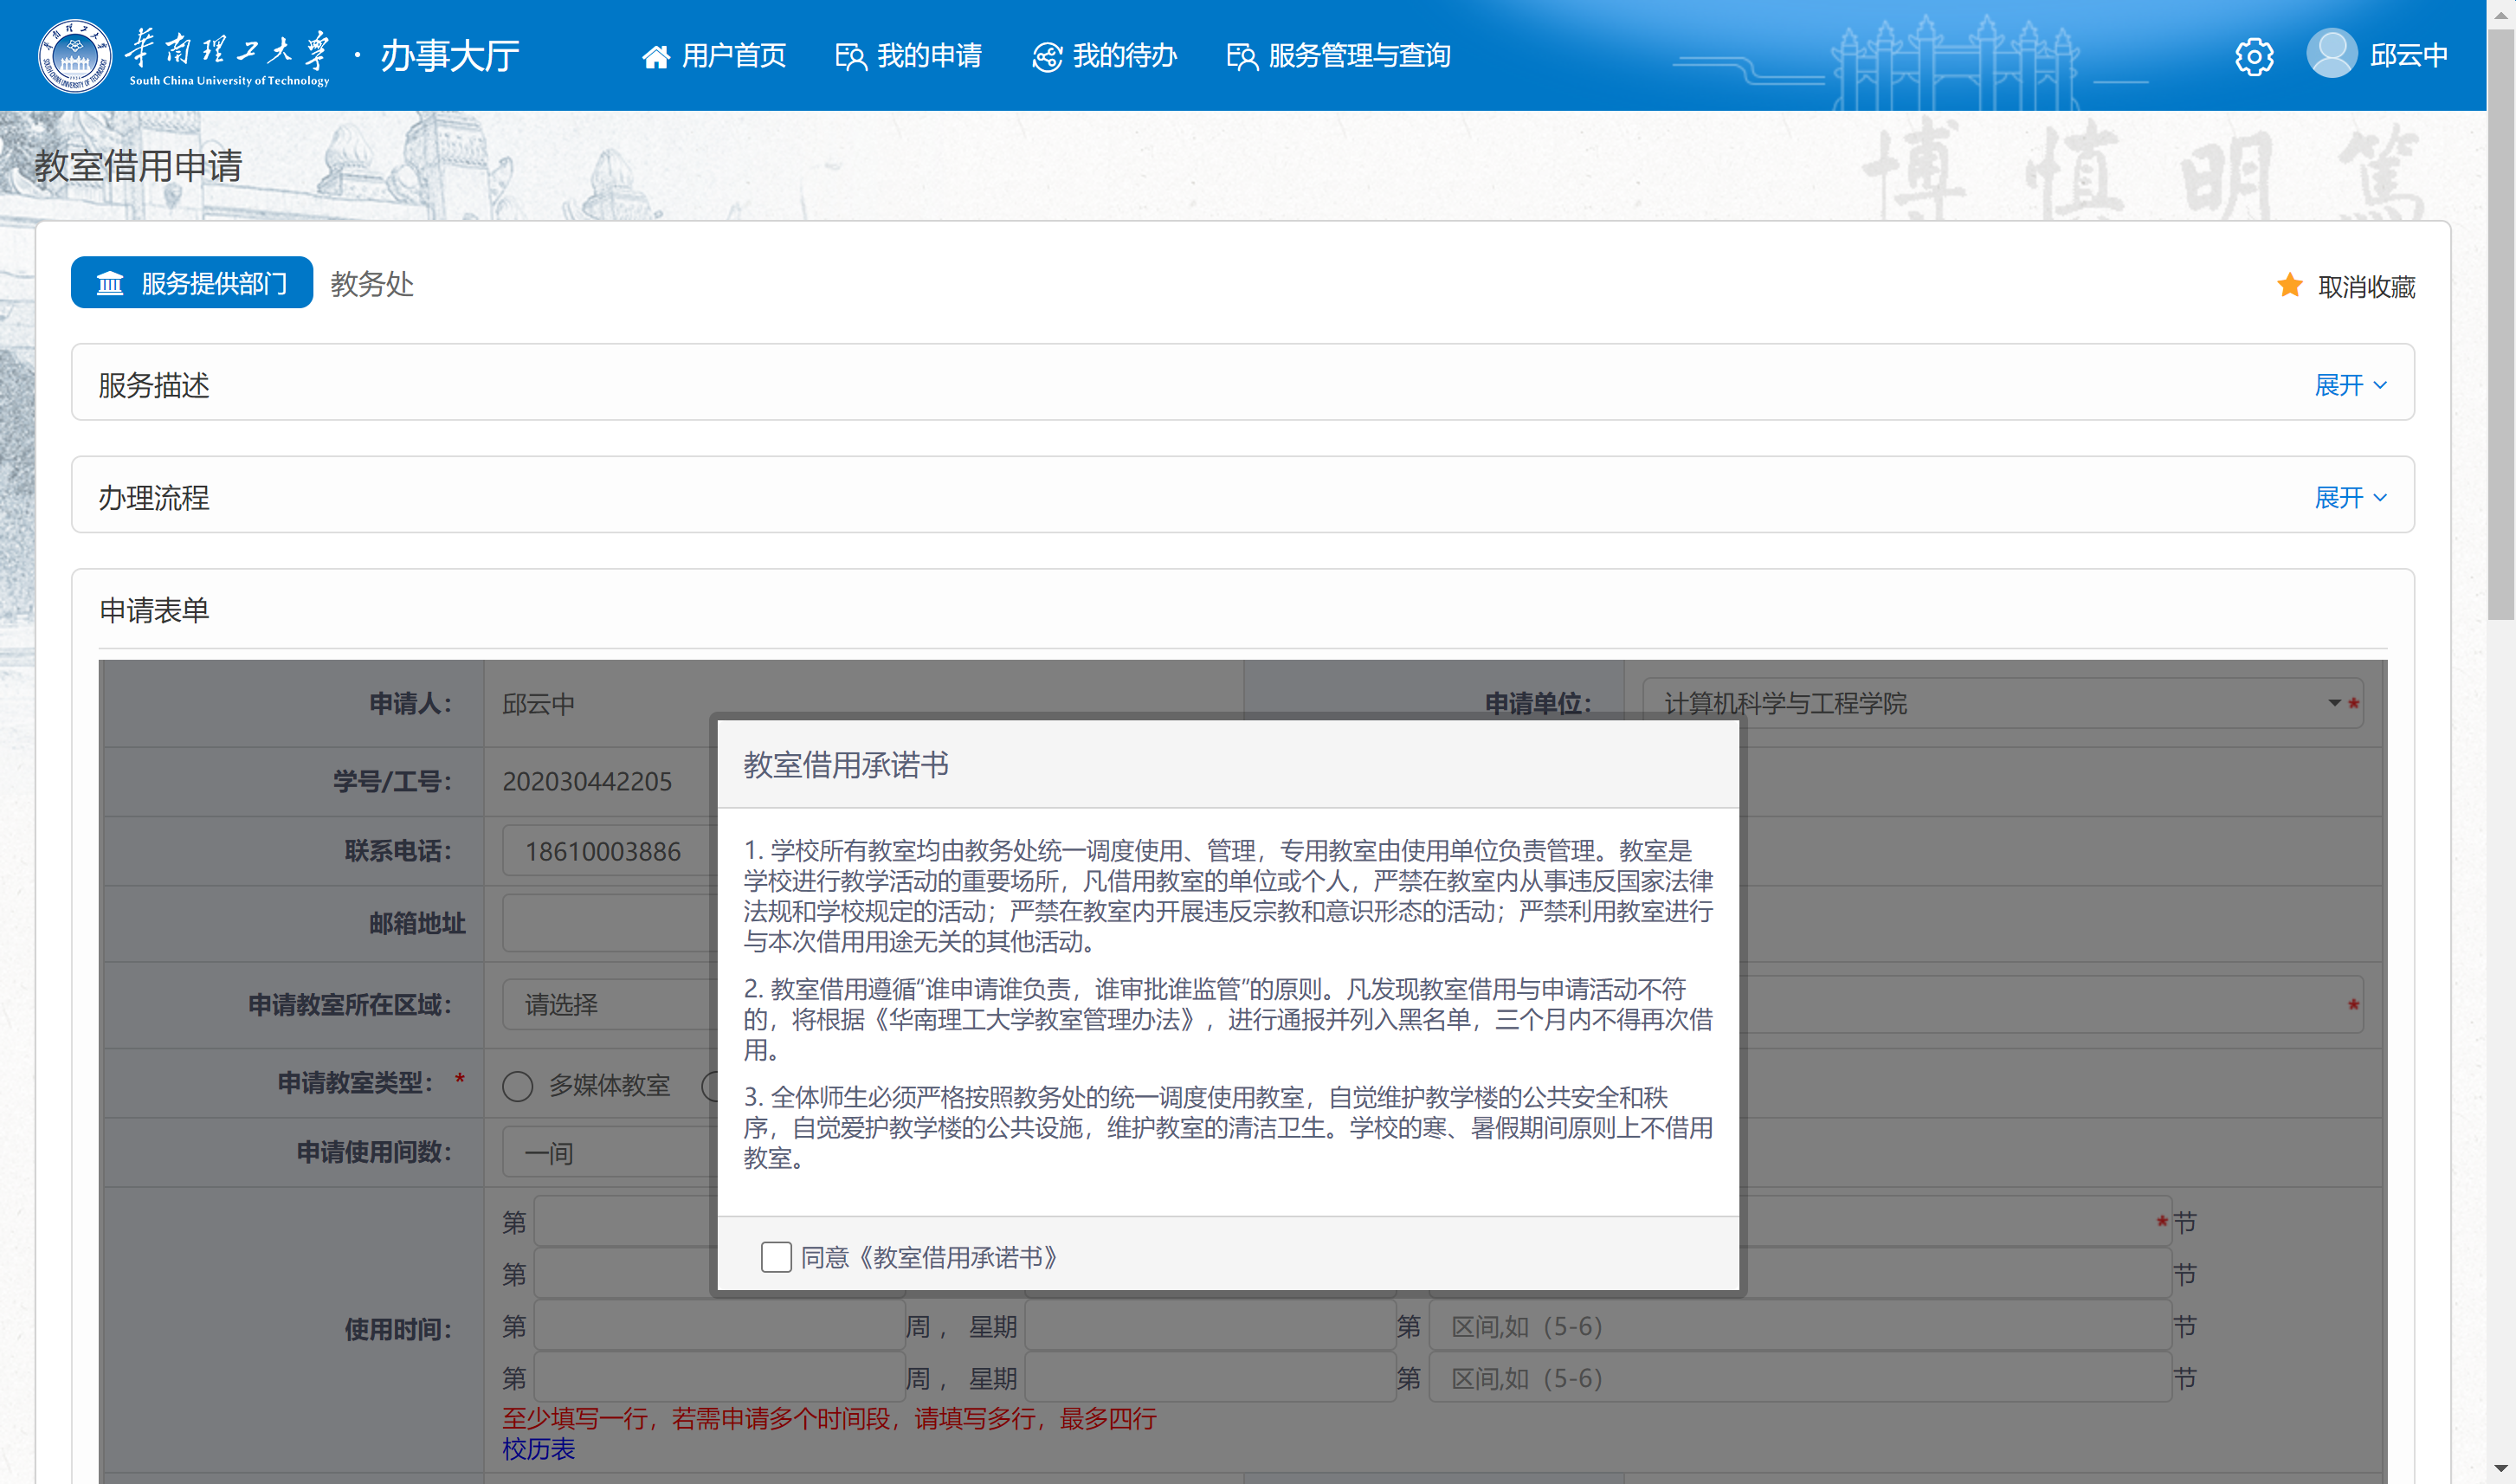 華南理工大学
South China University of Technology
· 办事大厅
用户首页
我的申请
我的待办
服务管理与查询
邱云中
教室借用申请
博 慎 明 篤
服务提供部门
教务处
取消收藏
服务描述
展开
办理流程
展开
申请表单
申请人：
邱云中
申请单位：
计算机科学与工程学院
*
学号/工号：
202030442205
联系电话：
18610003886
邮箱地址
申请教室所在区域：
请选择
*
申请教室类型： *
多媒体教室
申请使用间数：
一间
教室借用承诺书
1. 学校所有教室均由教务处统一调度使用、管理，专用教室由使用单位负责管理。教室是
学校进行教学活动的重要场所，凡借用教室的单位或个人，严禁在教室内从事违反国家法律
法规和学校规定的活动；严禁在教室内开展违反宗教和意识形态的活动；严禁利用教室进行
与本次借用用途无关的其他活动。
2. 教室借用遵循“谁申请谁负责，谁审批谁监管”的原则。凡发现教室借用与申请活动不符
的，将根据《华南理工大学教室管理办法》，进行通报并列入黑名单，三个月内不得再次借
用。
3. 全体师生必须严格按照教务处的统一调度使用教室，自觉维护教学楼的公共安全和秩
序，自觉爱护教学楼的公共设施，维护教室的清洁卫生。学校的寒、暑假期间原则上不借用
教室。
同意《教室借用承诺书》
使用时间：
第 * 节
第 节
第 周， 星期 第 区间,如（5-6） 节
第 周， 星期 第 区间,如（5-6） 节
至少填写一行，若需申请多个时间段，请填写多行，最多四行
校历表